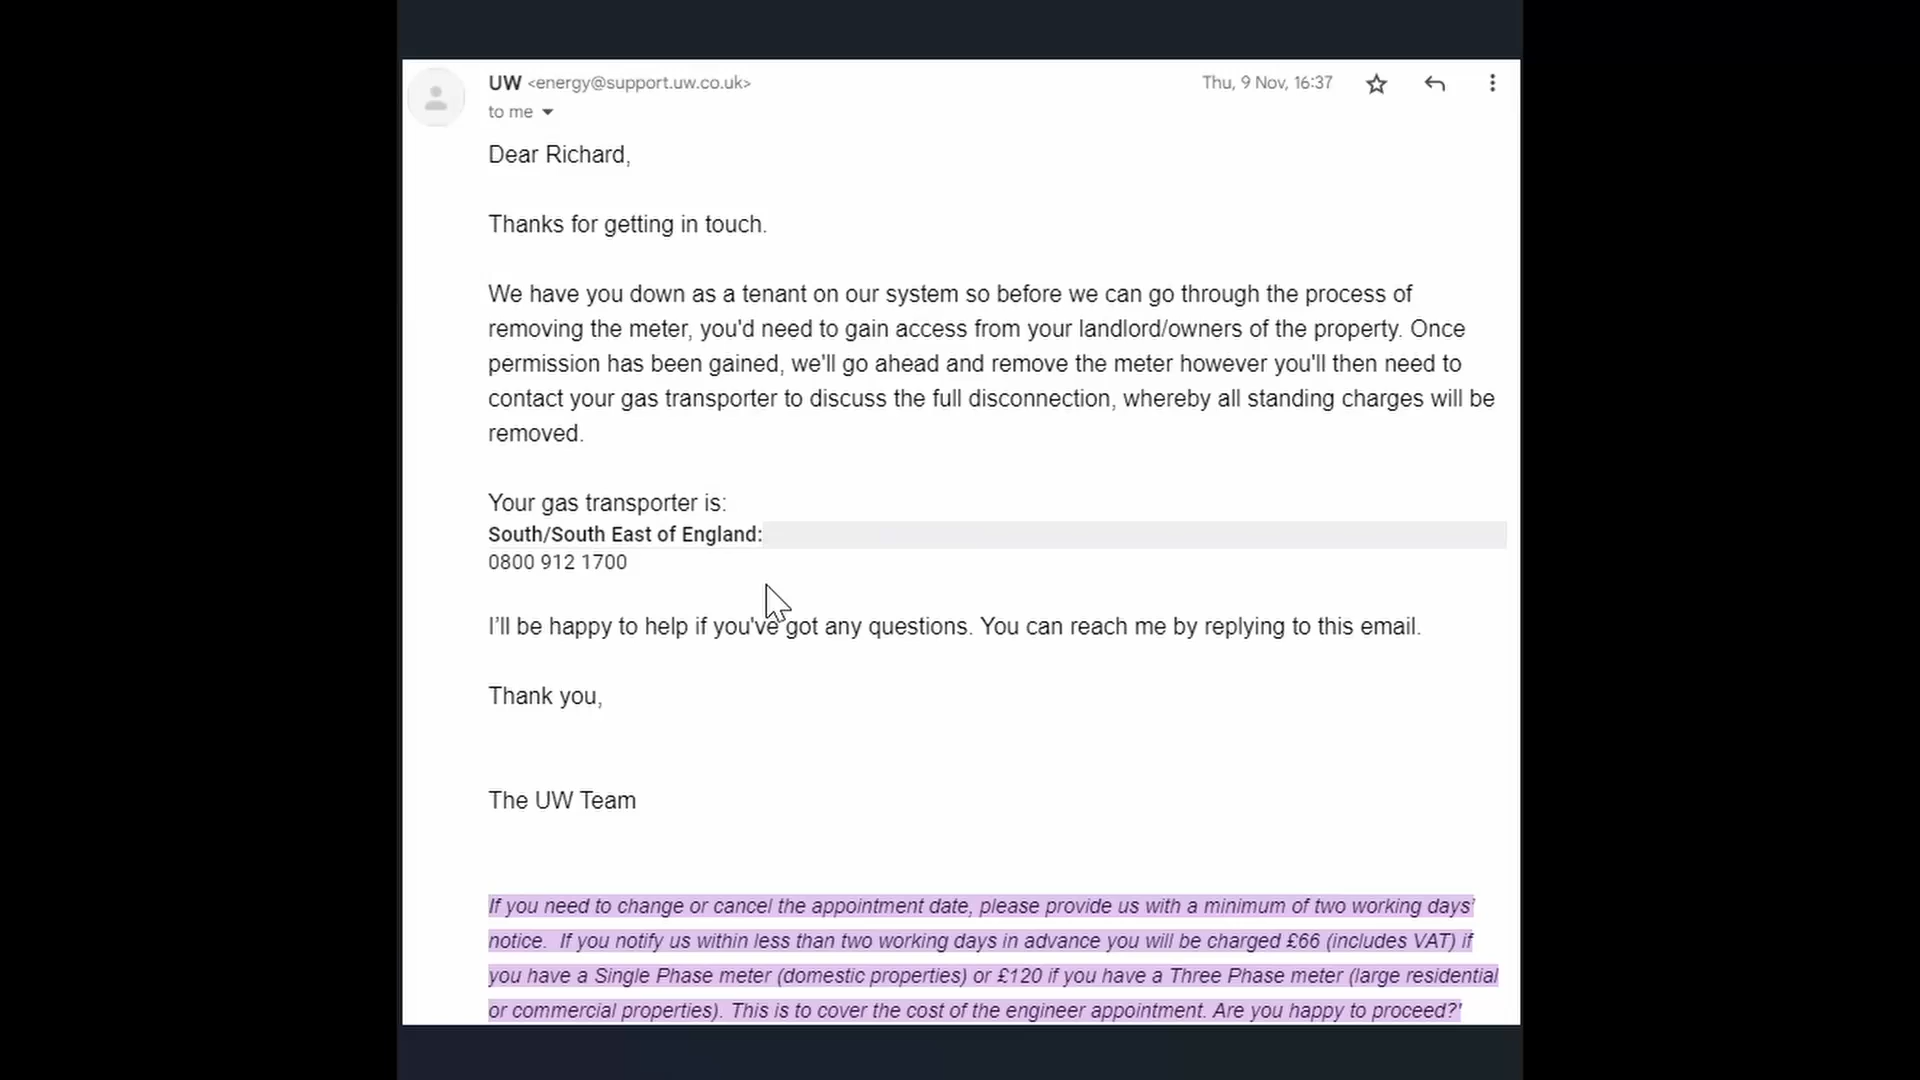 UW <energy@support.uw.co.uk> Thu, 9 Nov, 16:37
to me
Dear Richard,
Thanks for getting in touch.
We have you down as a tenant on our system so before we can go through the process of
removing the meter, you'd need to gain access from your landlord/owners of the property. Once
permission has been gained, we'll go ahead and remove the meter however you'll then need to
contact your gas transporter to discuss the full disconnection, whereby all standing charges will be
removed.
Your gas transporter is:
South/South East of England:
0800 912 1700
I’ll be happy to help if you've got any questions. You can reach me by replying to this email.
Thank you,
The UW Team
If you need to change or cancel the appointment date, please provide us with a minimum of two working days'
notice.  If you notify us within less than two working days in advance you will be charged £66 (includes VAT) if
you have a Single Phase meter (domestic properties) or £120 if you have a Three Phase meter (large residential
or commercial properties). This is to cover the cost of the engineer appointment. Are you happy to proceed?'